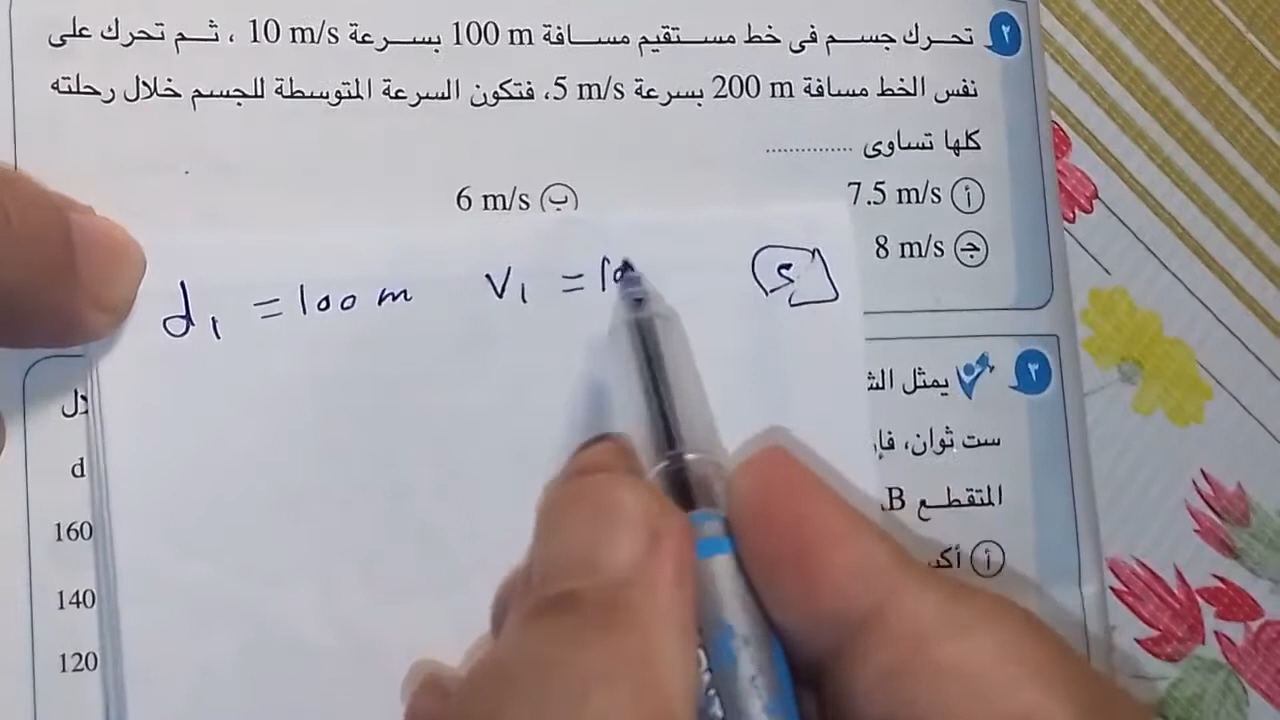 ٢ تحرك جسم فى خط مستقيم مسافة 100 m بسرعة 10 m/s ، ثم تحرك على
نفس الخط مسافة 200 m بسرعة 5 m/s، فتكون السرعة المتوسطة للجسم خلال رحلته
كلها تساوى ..............
أ 7.5 m/s
ب 6 m/s
ج 8 m/s
d₁ = 100 m v₁ = 10
٣ يمثل الش
ست ثوان، فإ
المتقطع B.
أ أك
d
160
140
120